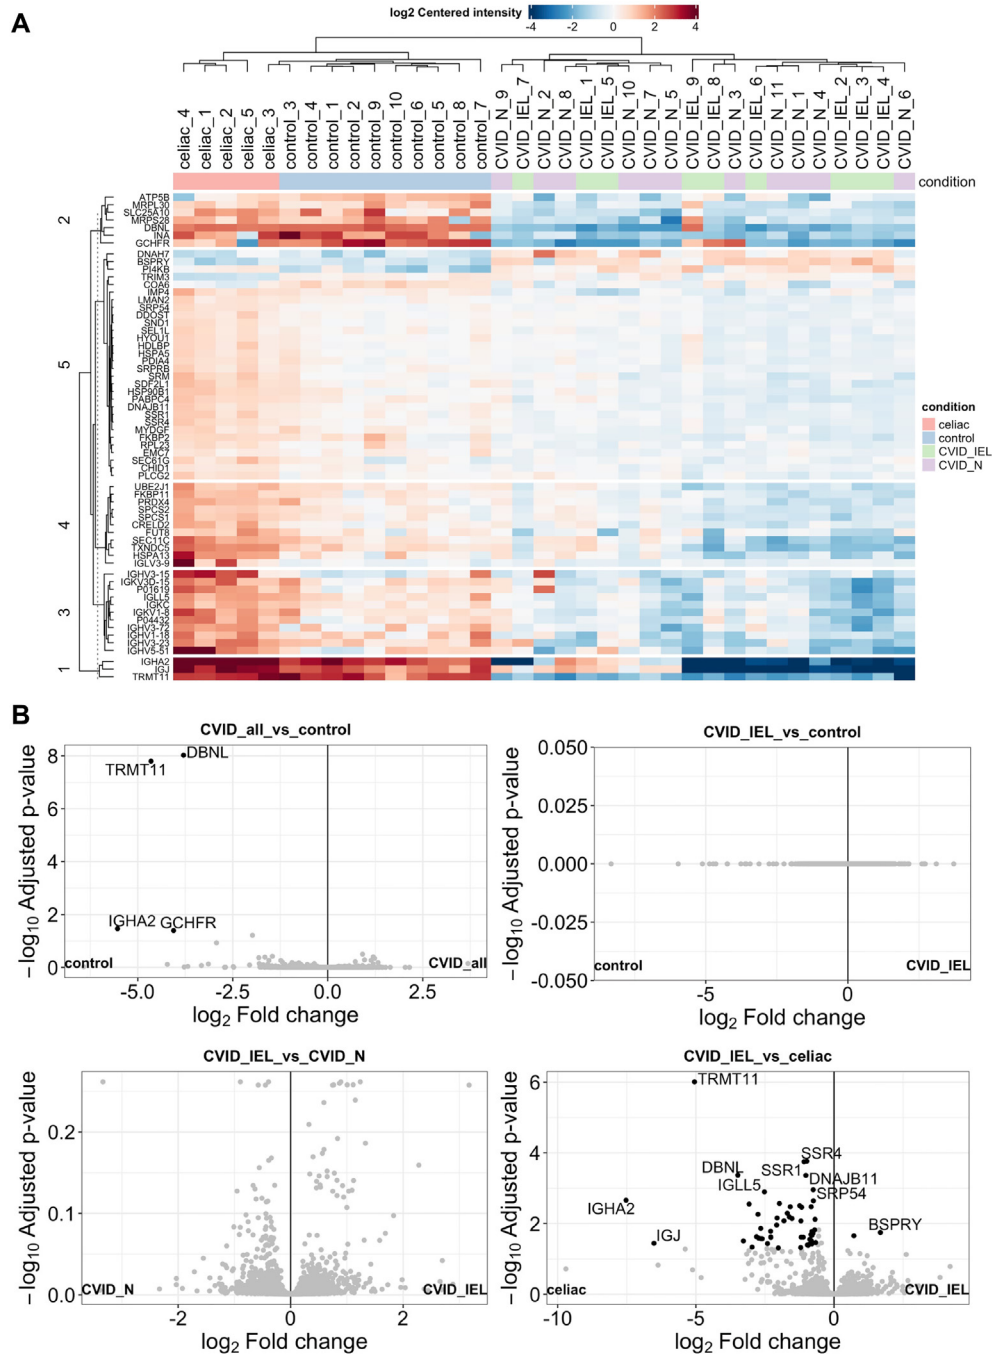 A
log2 Centered intensity
-4 -2 0 2 4
celiac_4 celiac_1 celiac_2 celiac_5 celiac_3 control_3 control_4 control_1 control_2 control_9 control_10 control_6 control_5 control_8 control_7 CVID_N_9 CVID_IEL_7 CVID_N_2 CVID_N_8 CVID_IEL_1 CVID_IEL_5 CVID_N_10 CVID_N_7 CVID_N_5 CVID_IEL_9 CVID_IEL_8 CVID_N_3 CVID_IEL_6 CVID_N_11 CVID_N_1 CVID_N_4 CVID_IEL_2 CVID_IEL_3 CVID_IEL_4 CVID_N_6
condition
2
ATP5B
MRPL30
SLC25A10
MRPS28
DBNL
INA
GCHFR
5
DNAH7
BSPRY
PI4KB
TRIM3
COA6
IMP4
LMAN2
SRP54
DDOST
SND1
SEL1L
HYOU1
HDLBP
HSPA5
PDIA4
SRPRB
SRM
SDF2L1
HSP90B1
PABPC4
DNAJB11
SSR1
SSR4
MYDGF
FKBP2
RPL23
EMC7
SEC61G
CHID1
PLCG2
4
UBE2J1
FKBP11
PRDX4
SPCS2
SPCS1
CRELD2
FUT8
SEC11C
TXNDC5
HSPA13
IGLV3-9
3
IGHV3-15
IGKV3D-15
P01619
IGLL5
IGKC
IGKV1-8
P04432
IGHV3-72
IGHV1-18
IGHV3-23
IGHV5-51
1
IGHA2
IGJ
TRMT11
condition
celiac
control
CVID_IEL
CVID_N
B
CVID_all_vs_control
− log10 Adjusted p-value
8
6
4
2
0
DBNL
TRMT11
IGHA2 GCHFR
control CVID_all
-5.0 -2.5 0.0 2.5
log2 Fold change
CVID_IEL_vs_control
− log10 Adjusted p-value
0.050
0.025
0.000
-0.025
-0.050
control CVID_IEL
-5 0
log2 Fold change
CVID_IEL_vs_CVID_N
− log10 Adjusted p-value
0.2
0.1
0.0
CVID_N CVID_IEL
-2 0 2
log2 Fold change
CVID_IEL_vs_celiac
− log10 Adjusted p-value
6
4
2
0
TRMT11
SSR4
DBNL SSR1
DNAJB11
IGLL5
SRP54
IGHA2
BSPRY
IGJ
celiac CVID_IEL
-10 -5 0
log2 Fold change